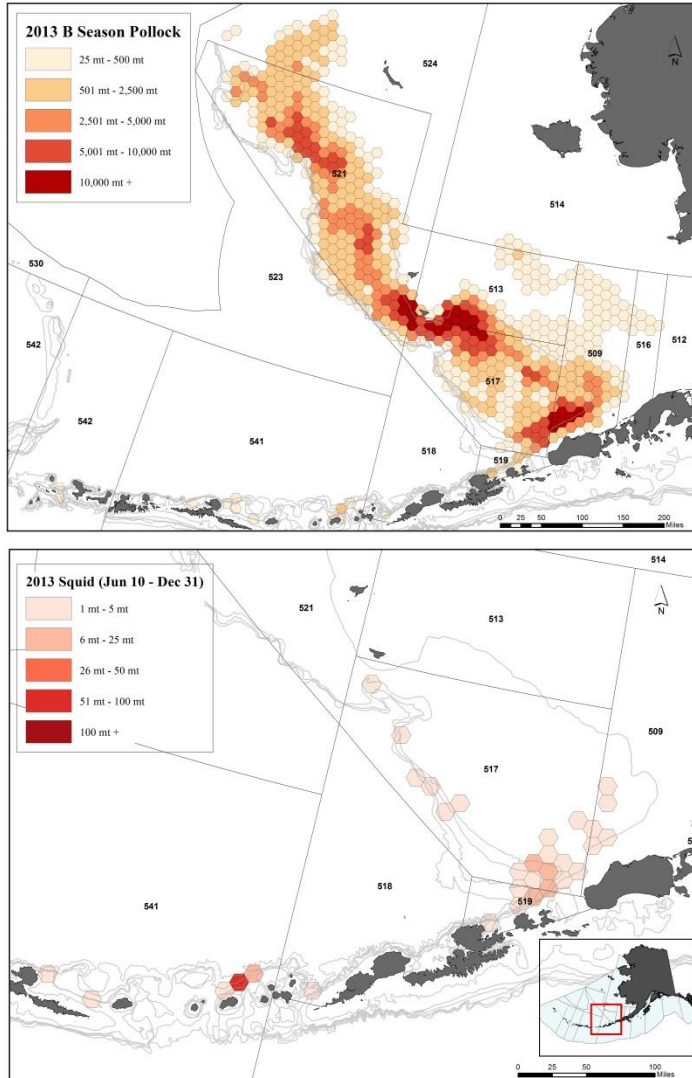 2013 B Season Pollock
25 mt - 500 mt
501 mt - 2,500 mt
2,501 mt - 5,000 mt
5,001 mt - 10,000 mt
10,000 mt +
524
N
521
514
523
530
513
542
509
516
512
517
542
541
518
519
0 25 50 100 150 200
Miles
2013 Squid (Jun 10 - Dec 31)
1 mt - 5 mt
6 mt - 25 mt
26 mt - 50 mt
51 mt - 100 mt
100 mt +
514
521
513
N
509
517
541
518
519
0 25 50 100
Miles